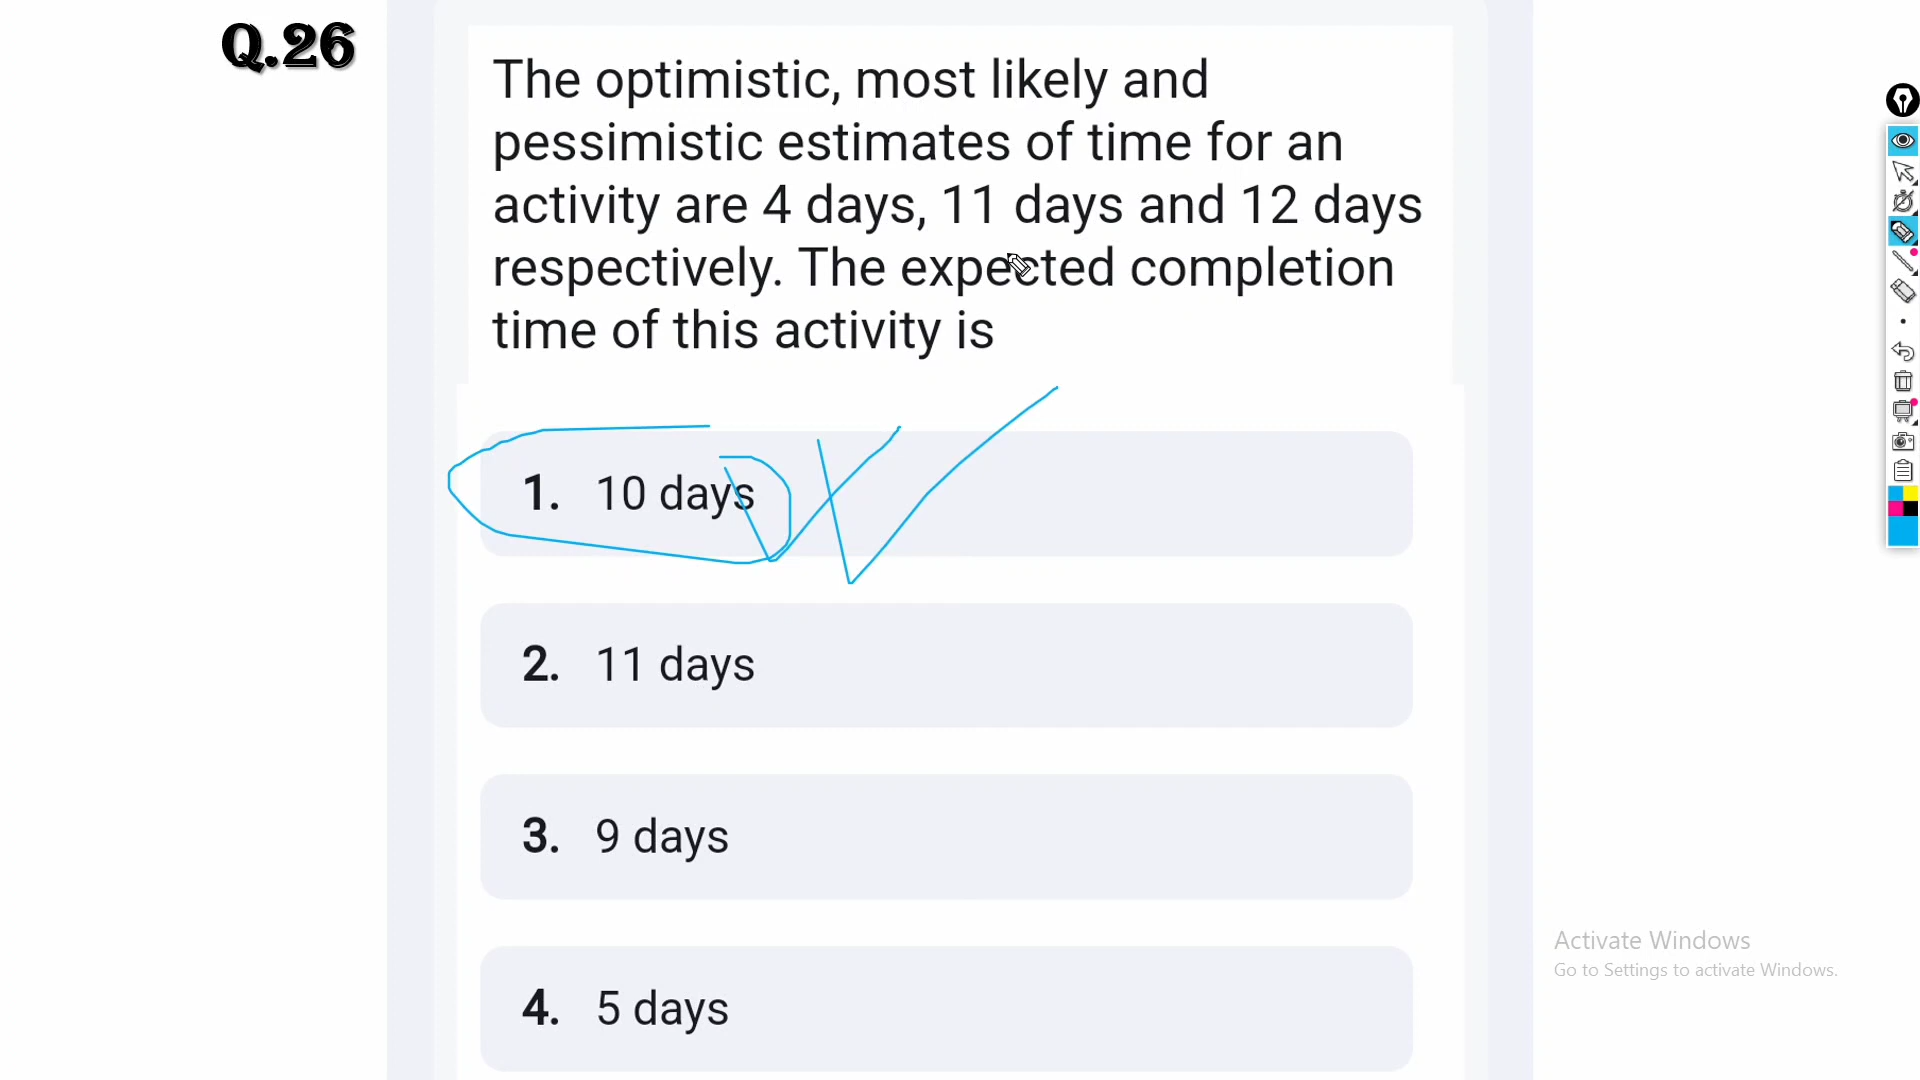 Q.26
The optimistic, most likely and
pessimistic estimates of time for an
activity are 4 days, 11 days and 12 days
respectively. The expected completion
time of this activity is
1. 10 days
2. 11 days
3. 9 days
4. 5 days
Activate Windows
Go to Settings to activate Windows.